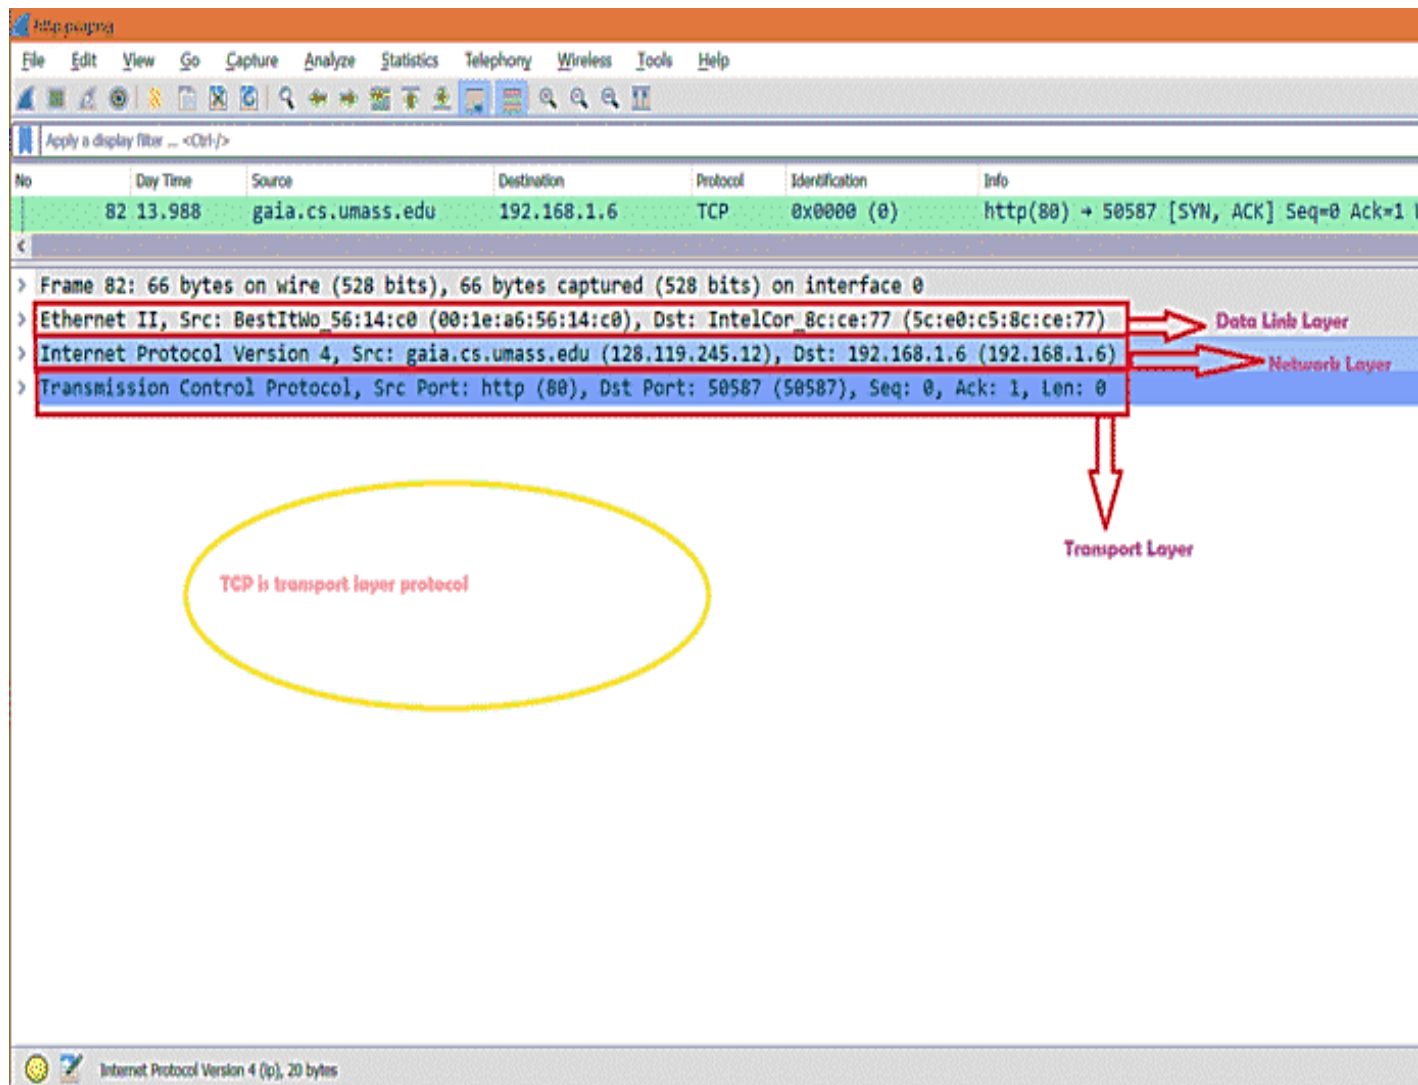 http.pcapng
File Edit View Go Capture Analyze Statistics Telephony Wireless Tools Help
Apply a display filter ... <Ctrl-/>
No Day Time Source Destination Protocol Identification Info
82 13.988 gaia.cs.umass.edu 192.168.1.6 TCP 0x0000 (0) http(80) → 50587 [SYN, ACK] Seq=0 Ack=1
Frame 82: 66 bytes on wire (528 bits), 66 bytes captured (528 bits) on interface 0
Ethernet II, Src: BestItWo_56:14:c0 (00:1e:a6:56:14:c0), Dst: IntelCor_8c:ce:77 (5c:e0:c5:8c:ce:77)
Data Link Layer
Internet Protocol Version 4, Src: gaia.cs.umass.edu (128.119.245.12), Dst: 192.168.1.6 (192.168.1.6)
Network Layer
Transmission Control Protocol, Src Port: http (80), Dst Port: 50587 (50587), Seq: 0, Ack: 1, Len: 0
Transport Layer
TCP is transport layer protocol
Internet Protocol Version 4 (ip), 20 bytes